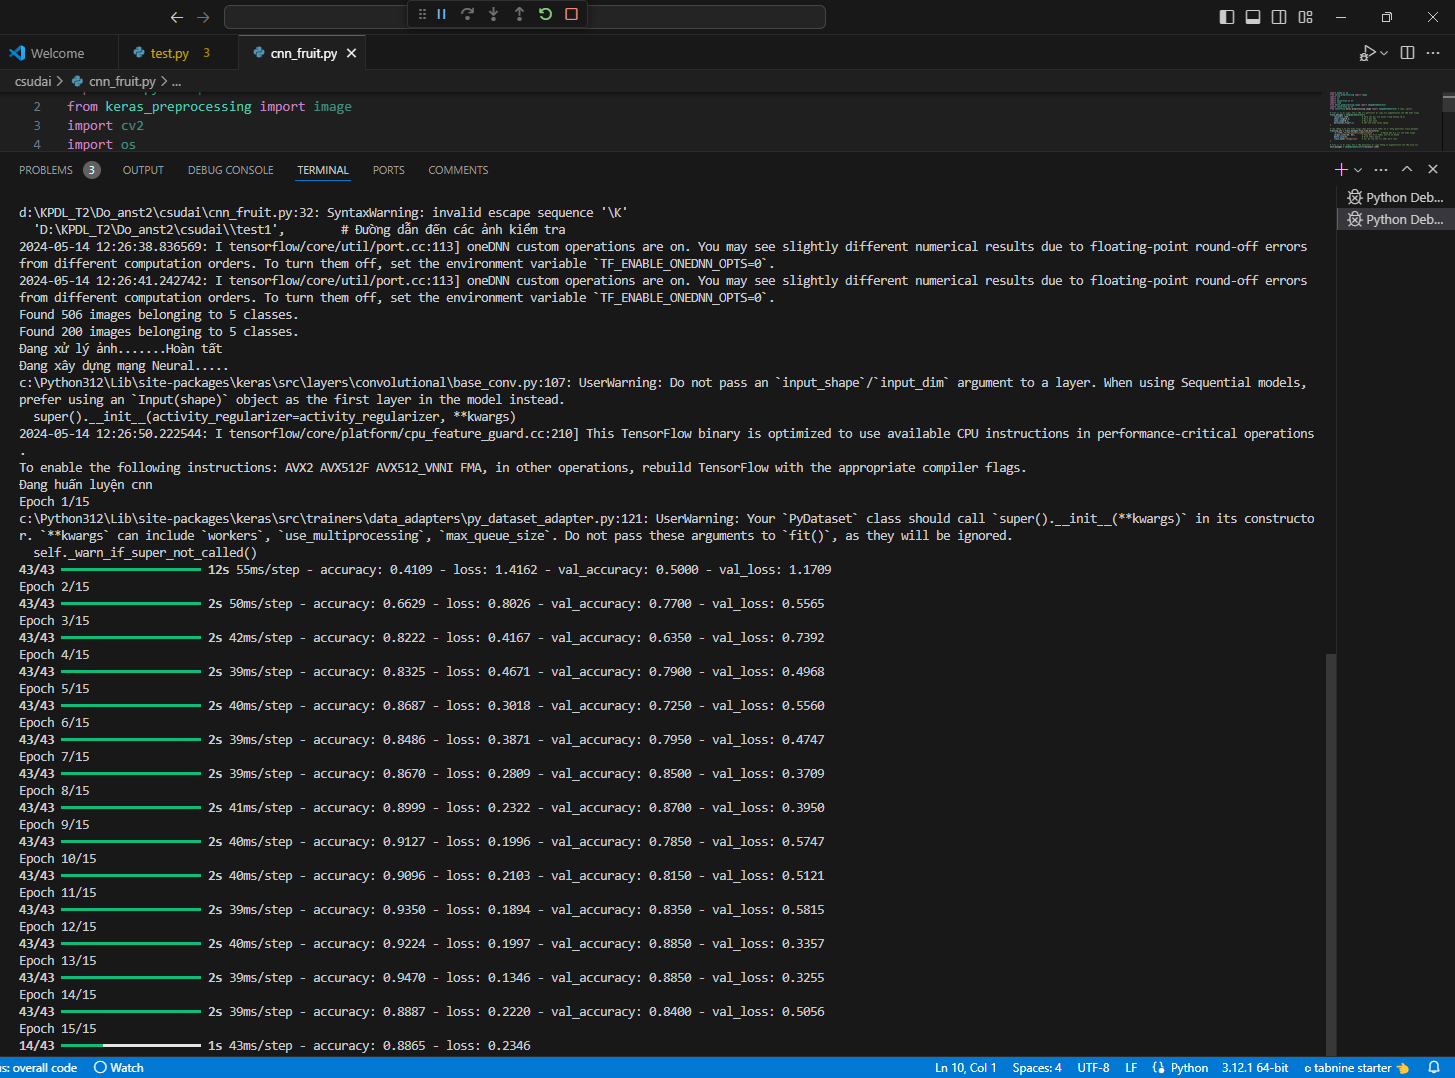 Welcome
test.py 3
cnn_fruit.py
csudai > cnn_fruit.py > ...
2 from keras_preprocessing import image
3 import cv2
4 import os
PROBLEMS 3 OUTPUT DEBUG CONSOLE TERMINAL PORTS COMMENTS
Python Deb...
Python Deb...
d:\KPDL_T2\Do_anst2\csudai\cnn_fruit.py:32: SyntaxWarning: invalid escape sequence '\K'
'D:\KPDL_T2\Do_anst2\csudai\\test1', # Đường dẫn đến các ảnh kiểm tra
2024-05-14 12:26:38.836569: I tensorflow/core/util/port.cc:113] oneDNN custom operations are on. You may see slightly different numerical results due to floating-point round-off errors
from different computation orders. To turn them off, set the environment variable `TF_ENABLE_ONEDNN_OPTS=0`.
2024-05-14 12:26:41.242742: I tensorflow/core/util/port.cc:113] oneDNN custom operations are on. You may see slightly different numerical results due to floating-point round-off errors
from different computation orders. To turn them off, set the environment variable `TF_ENABLE_ONEDNN_OPTS=0`.
Found 506 images belonging to 5 classes.
Found 200 images belonging to 5 classes.
Đang xử lý ảnh.......Hoàn tất
Đang xây dựng mạng Neural.....
c:\Python312\Lib\site-packages\keras\src\layers\convolutional\base_conv.py:107: UserWarning: Do not pass an `input_shape`/`input_dim` argument to a layer. When using Sequential models,
prefer using an `Input(shape)` object as the first layer in the model instead.
super().__init__(activity_regularizer=activity_regularizer, **kwargs)
2024-05-14 12:26:50.222544: I tensorflow/core/platform/cpu_feature_guard.cc:210] This TensorFlow binary is optimized to use available CPU instructions in performance-critical operations
.
To enable the following instructions: AVX2 AVX512F AVX512_VNNI FMA, in other operations, rebuild TensorFlow with the appropriate compiler flags.
Đang huấn luyện cnn
Epoch 1/15
c:\Python312\Lib\site-packages\keras\src\trainers\data_adapters\py_dataset_adapter.py:121: UserWarning: Your `PyDataset` class should call `super().__init__(**kwargs)` in its constructo
r. `**kwargs` can include `workers`, `use_multiprocessing`, `max_queue_size`. Do not pass these arguments to `fit()`, as they will be ignored.
self._warn_if_super_not_called()
43/43 12s 55ms/step - accuracy: 0.4109 - loss: 1.4162 - val_accuracy: 0.5000 - val_loss: 1.1709
Epoch 2/15
43/43 2s 50ms/step - accuracy: 0.6629 - loss: 0.8026 - val_accuracy: 0.7700 - val_loss: 0.5565
Epoch 3/15
43/43 2s 42ms/step - accuracy: 0.8222 - loss: 0.4167 - val_accuracy: 0.6350 - val_loss: 0.7392
Epoch 4/15
43/43 2s 39ms/step - accuracy: 0.8325 - loss: 0.4671 - val_accuracy: 0.7900 - val_loss: 0.4968
Epoch 5/15
43/43 2s 40ms/step - accuracy: 0.8687 - loss: 0.3018 - val_accuracy: 0.7250 - val_loss: 0.5560
Epoch 6/15
43/43 2s 39ms/step - accuracy: 0.8486 - loss: 0.3871 - val_accuracy: 0.7950 - val_loss: 0.4747
Epoch 7/15
43/43 2s 39ms/step - accuracy: 0.8670 - loss: 0.2809 - val_accuracy: 0.8500 - val_loss: 0.3709
Epoch 8/15
43/43 2s 41ms/step - accuracy: 0.8999 - loss: 0.2322 - val_accuracy: 0.8700 - val_loss: 0.3950
Epoch 9/15
43/43 2s 40ms/step - accuracy: 0.9127 - loss: 0.1996 - val_accuracy: 0.7850 - val_loss: 0.5747
Epoch 10/15
43/43 2s 40ms/step - accuracy: 0.9096 - loss: 0.2103 - val_accuracy: 0.8150 - val_loss: 0.5121
Epoch 11/15
43/43 2s 39ms/step - accuracy: 0.9350 - loss: 0.1894 - val_accuracy: 0.8350 - val_loss: 0.5815
Epoch 12/15
43/43 2s 40ms/step - accuracy: 0.9224 - loss: 0.1997 - val_accuracy: 0.8850 - val_loss: 0.3357
Epoch 13/15
43/43 2s 39ms/step - accuracy: 0.9470 - loss: 0.1346 - val_accuracy: 0.8850 - val_loss: 0.3255
Epoch 14/15
43/43 2s 39ms/step - accuracy: 0.8887 - loss: 0.2220 - val_accuracy: 0.8400 - val_loss: 0.5056
Epoch 15/15
14/43 1s 43ms/step - accuracy: 0.8865 - loss: 0.2346
us: overall code Watch Ln 10, Col 1 Spaces: 4 UTF-8 LF Python 3.12.1 64-bit tabnine starter